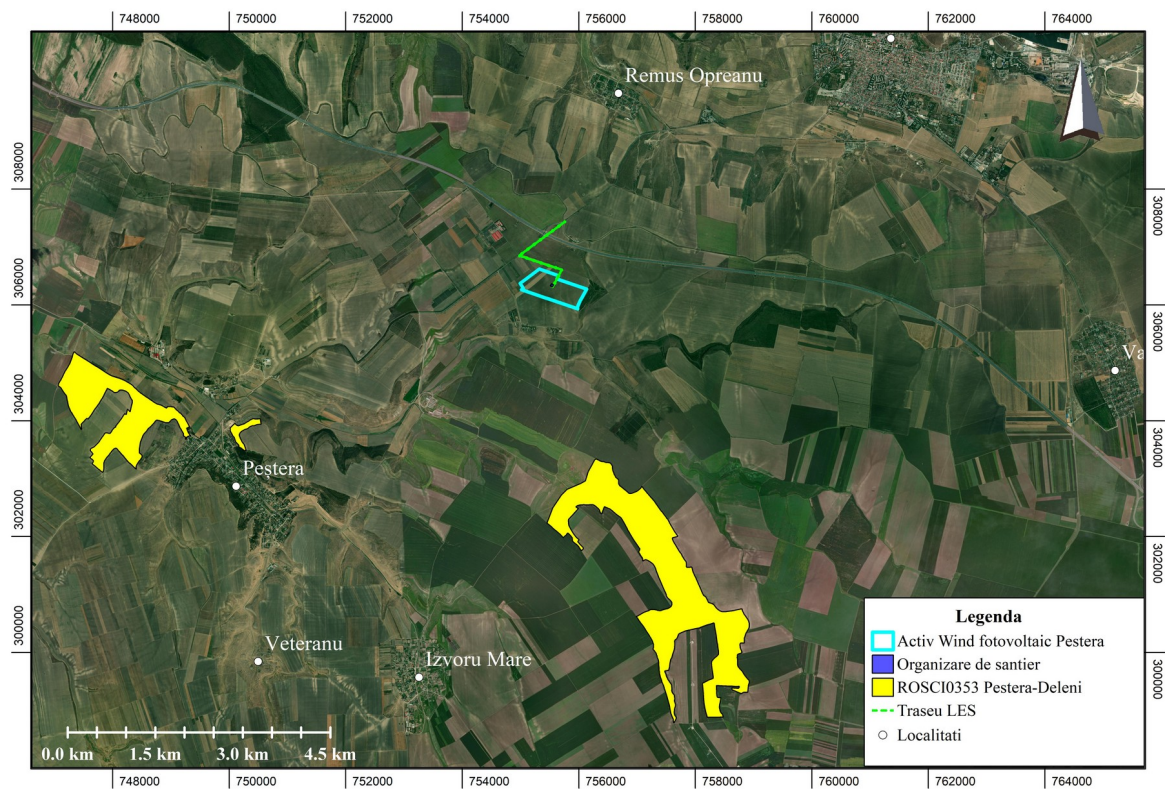 748000 750000 752000 754000 756000 758000 760000 762000 764000
Remus Opreanu
308000 308000
306000 306000
Va
304000 304000
Peștera
302000 302000
300000 300000
Veteranu
Izvoru Mare
Legenda
Activ Wind fotovoltaic Pestera
Organizare de santier
ROSCI0353 Pestera-Deleni
Traseu LES
Localitati
0.0 km 1.5 km 3.0 km 4.5 km
748000 750000 752000 754000 756000 758000 760000 762000 764000